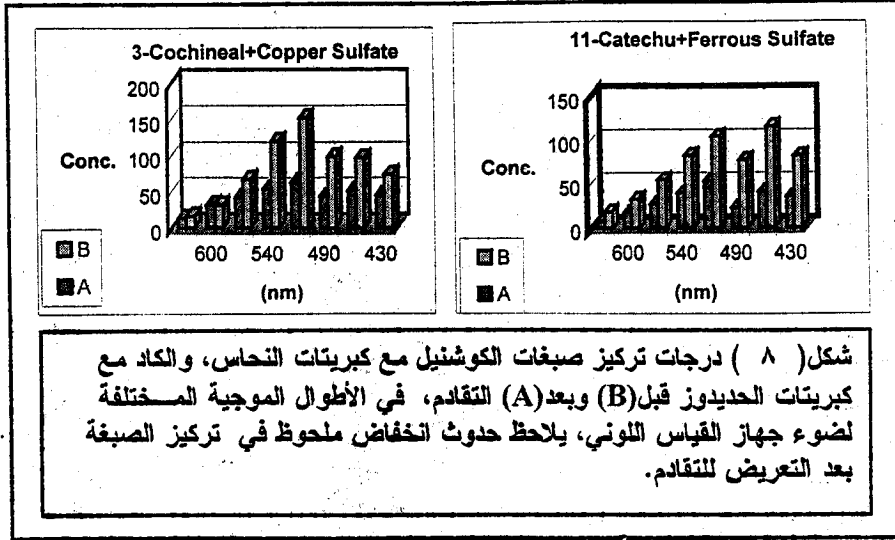 3-Cochineal+Copper Sulfate
200
150
100
50
0
Conc.
600 540 490 430
(nm)
B
A
11-Catechu+Ferrous Sulfate
150
100
50
0
Conc.
600 540 490 430
(nm)
B
A
شكل( ٨ ) درجات تركيز صبغات الكوشنيل مع كبريتات النحاس، والكاد مع
كبريتات الحديدوز قبل(B) وبعد(A) التقادم، في الأطوال الموجية المختلفة
لضوء جهاز القياس اللوني، يلاحظ حدوث انخفاض ملحوظ في تركيز الصبغة
بعد التعريض للتقادم.